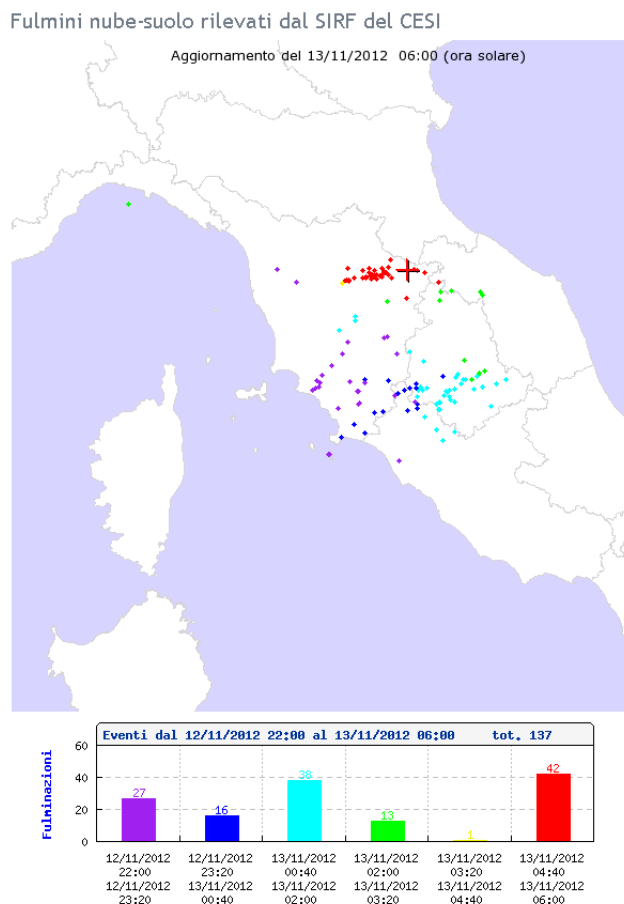 Fulmini nube-suolo rilevati dal SIRF del CESI
Aggiornamento del 13/11/2012 06:00 (ora solare)
Eventi dal 12/11/2012 22:00 al 13/11/2012 06:00 tot. 137
Fulminazioni
60
40
20
0
27
16
38
13
1
42
12/11/2012 12/11/2012 13/11/2012 13/11/2012 13/11/2012 13/11/2012
22:00 23:20 00:40 02:00 03:20 04:40
12/11/2012 13/11/2012 13/11/2012 13/11/2012 13/11/2012 13/11/2012
23:20 00:40 02:00 03:20 04:40 06:00